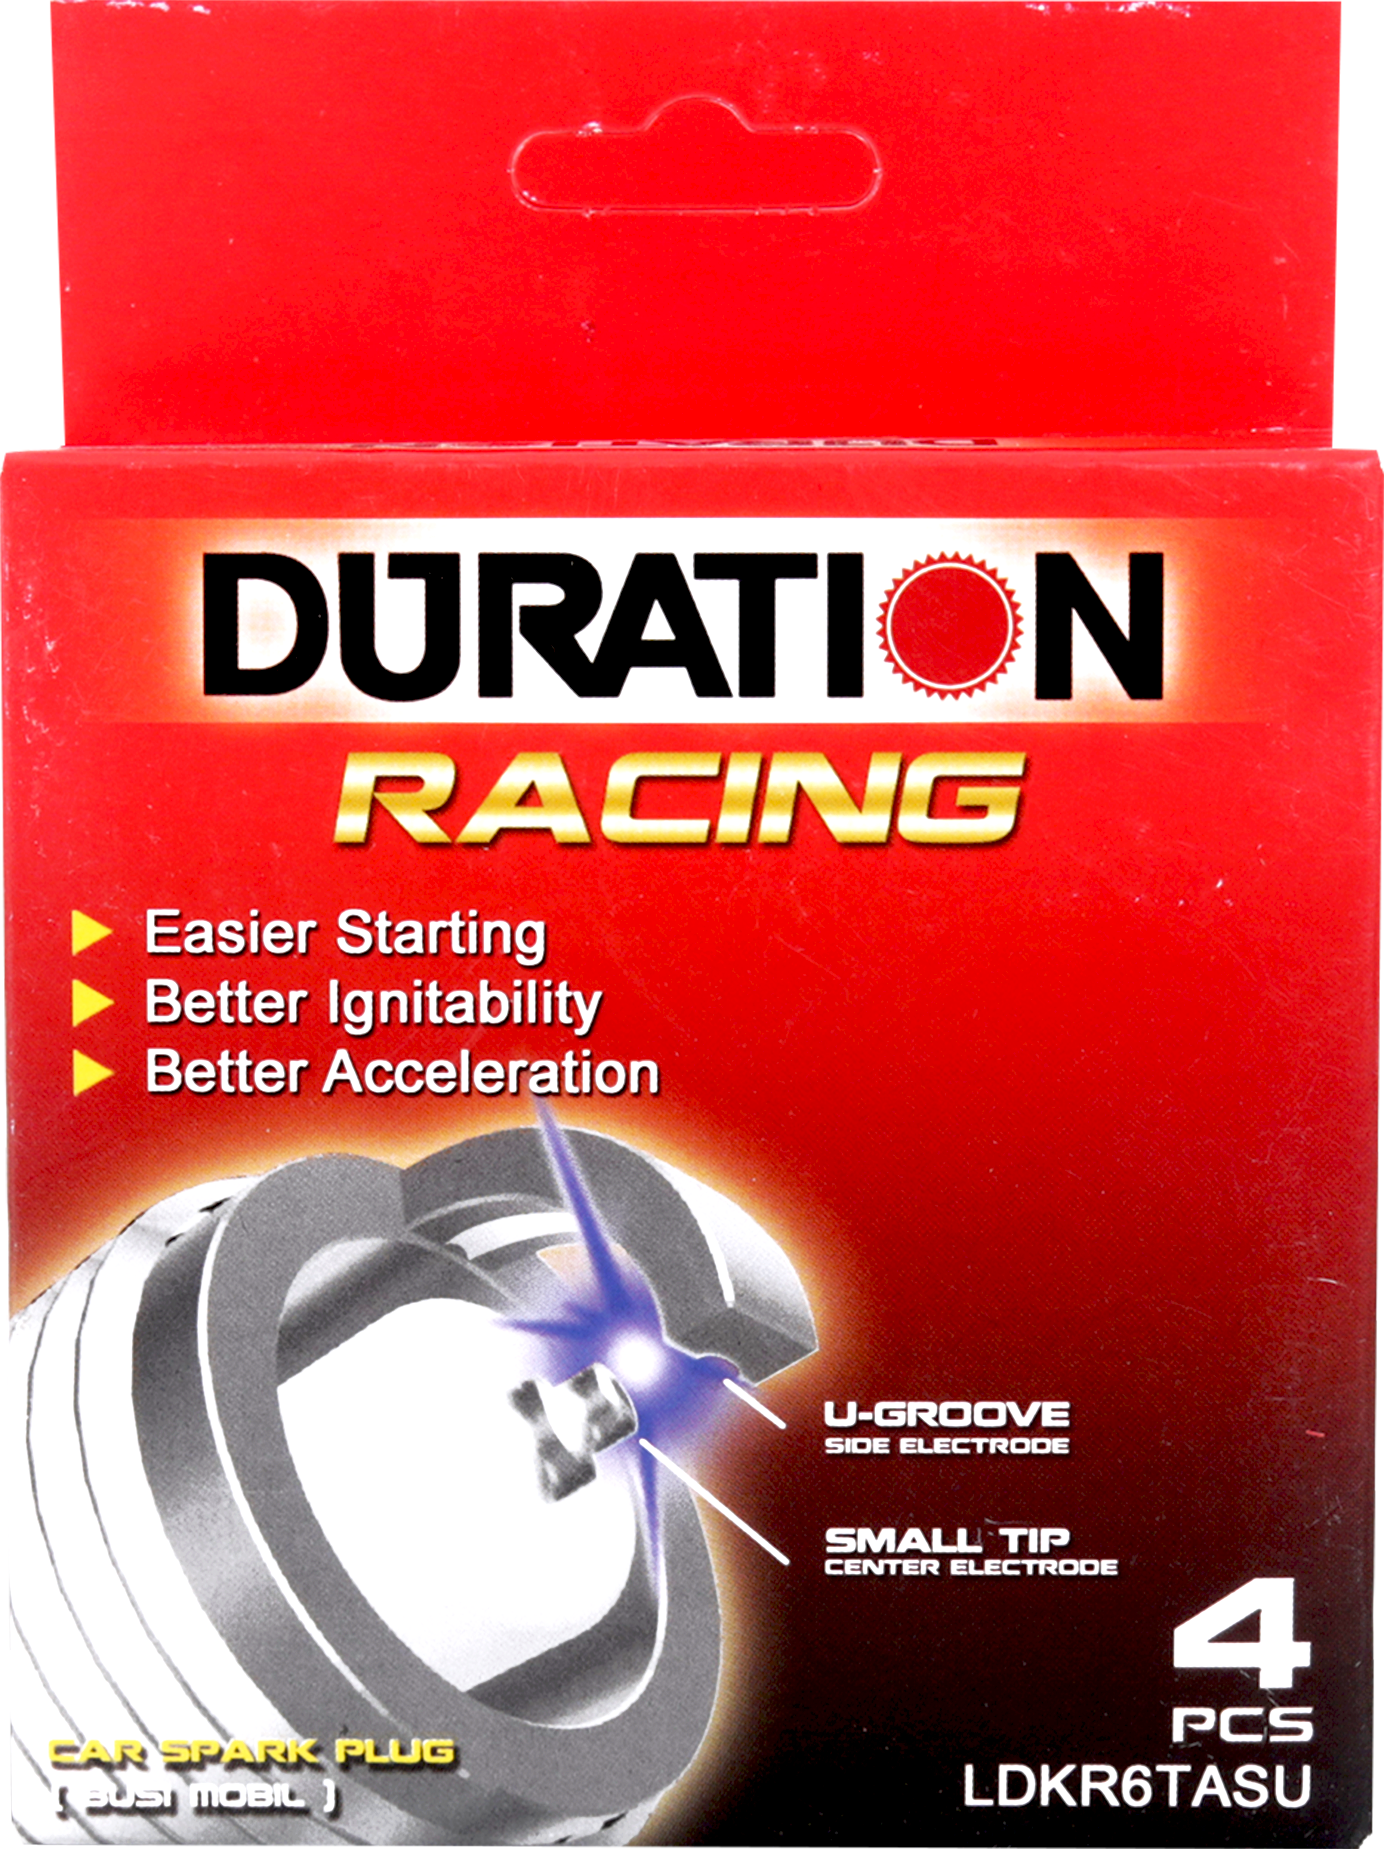 DURATION
RACING
Easier Starting
Better Ignitability
Better Acceleration
U-GROOVE
SIDE ELECTRODE
SMALL TIP
CENTER ELECTRODE
4
PCS
LDKR6TASU
CAR SPARK PLUG
[ BUSI MOBIL ]